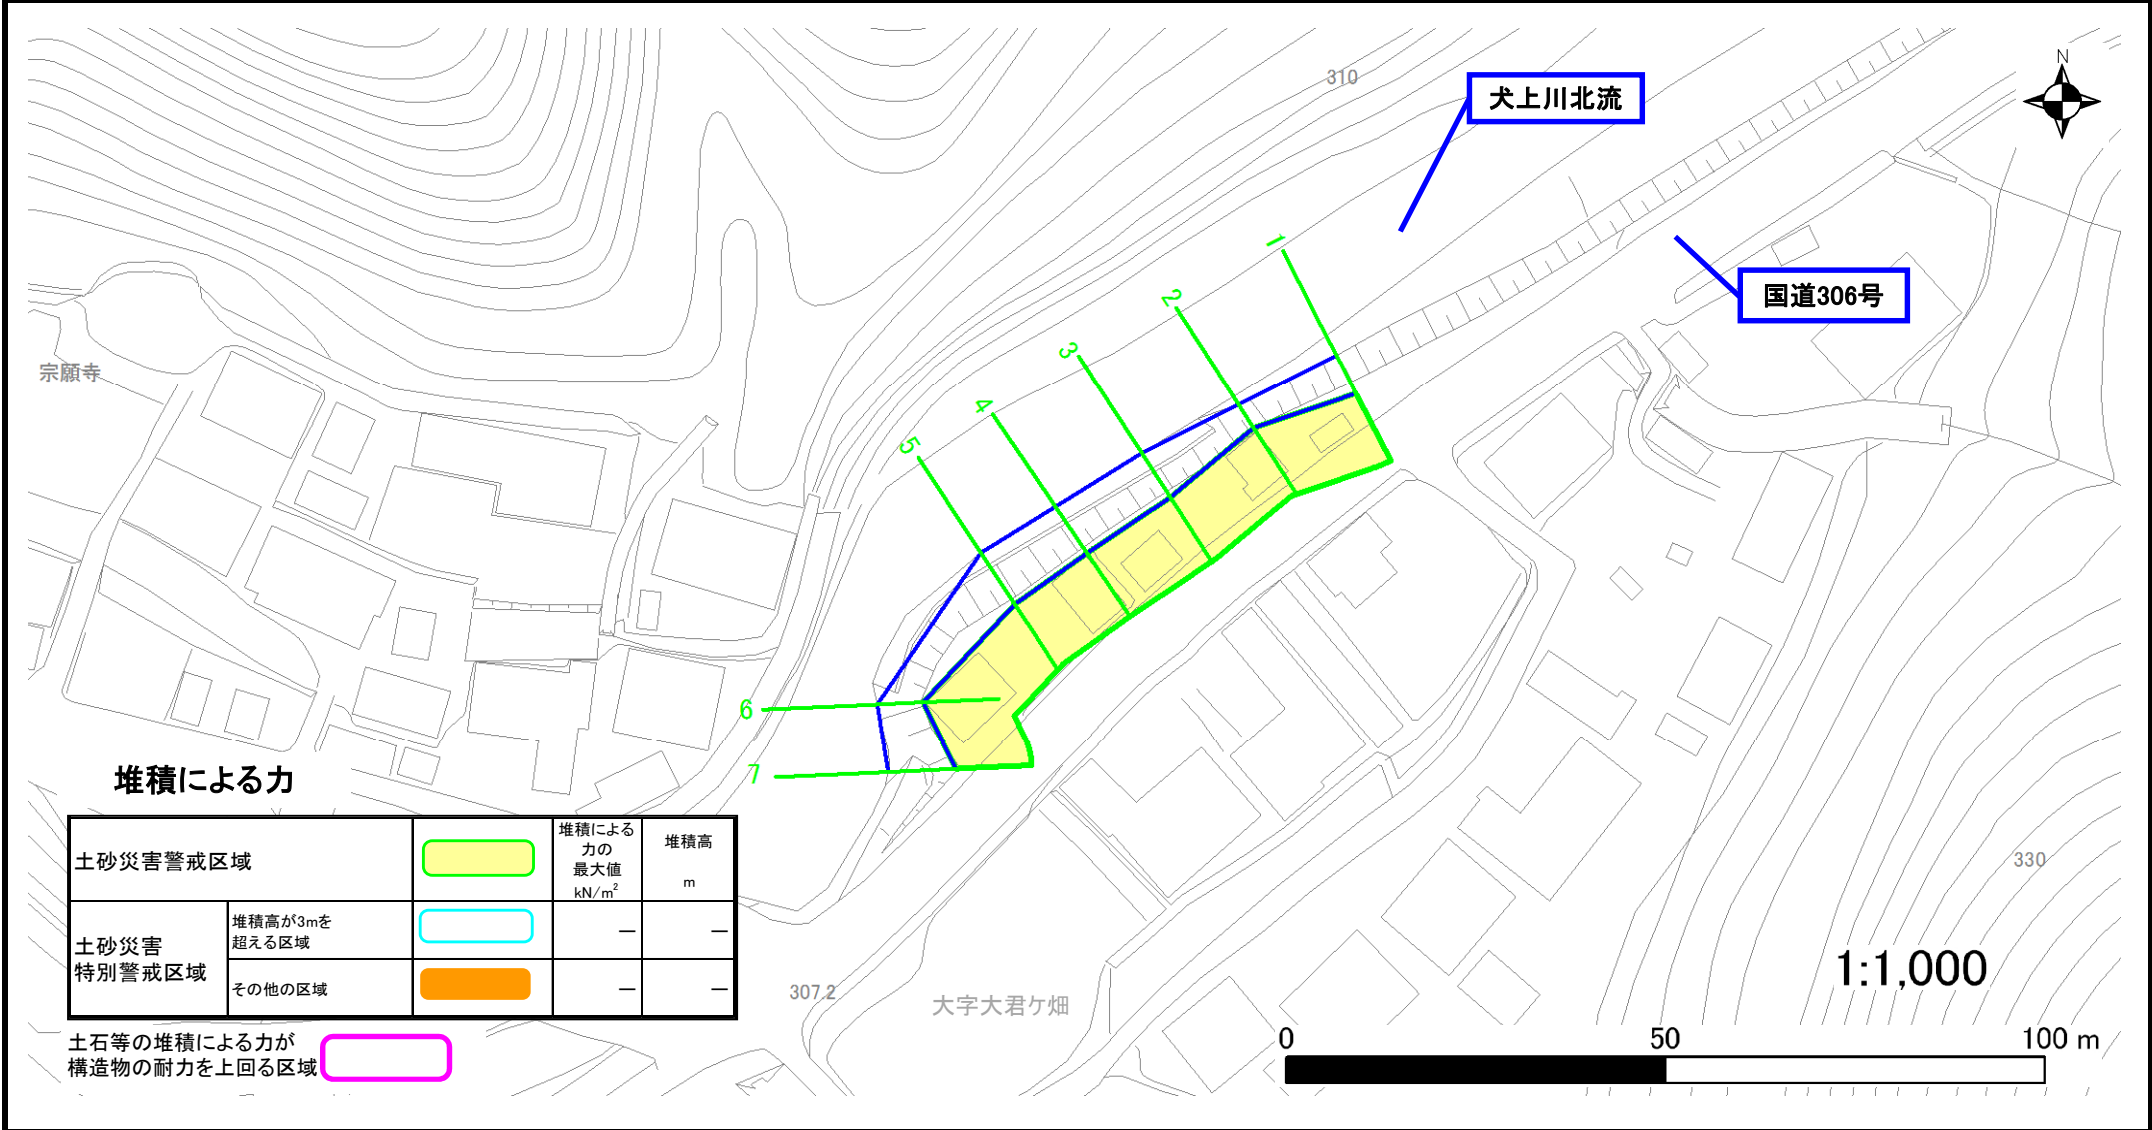 310
N
犬上川北流
国道306号
宗願寺
1
2
3
4
5
6
7
堆積による力
土砂災害警戒区域
堆積による
力の
最大値
kN/m²
堆積高
m
土砂災害
特別警戒区域
堆積高が3mを
超える区域
―
―
その他の区域
―
―
土石等の堆積による力が
構造物の耐力を上回る区域
307.2
大字大君ケ畑
330
1:1,000
0 50 100 m